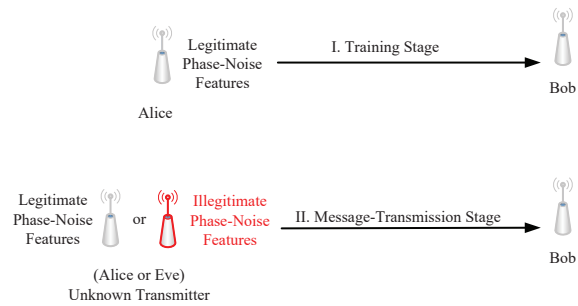 Legitimate
Phase-Noise
Features
I. Training Stage
Alice
Bob
Legitimate
Phase-Noise
Features
or
Illegitimate
Phase-Noise
Features
II. Message-Transmission Stage
(Alice or Eve)
Unknown Transmitter
Bob